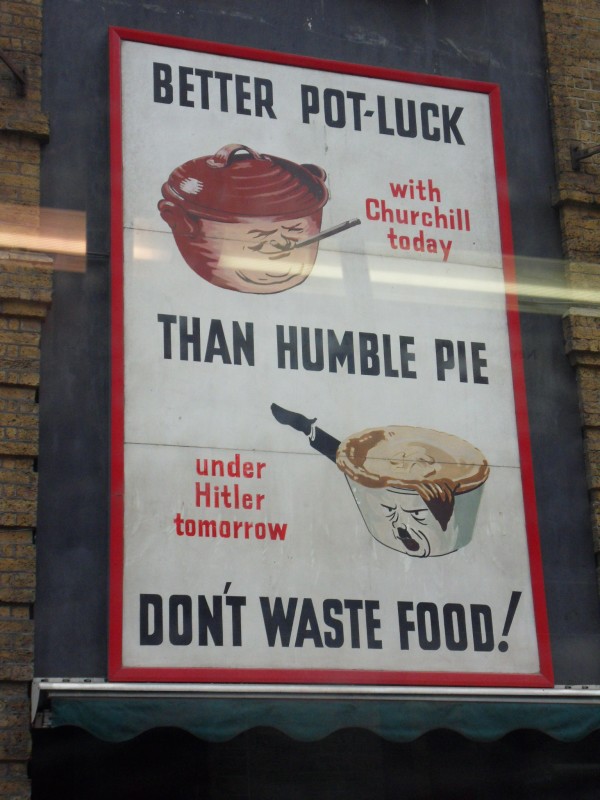 BETTER POT-LUCK
with
Churchill
today
THAN HUMBLE PIE
under
Hitler
tomorrow
DON'T WASTE FOOD!